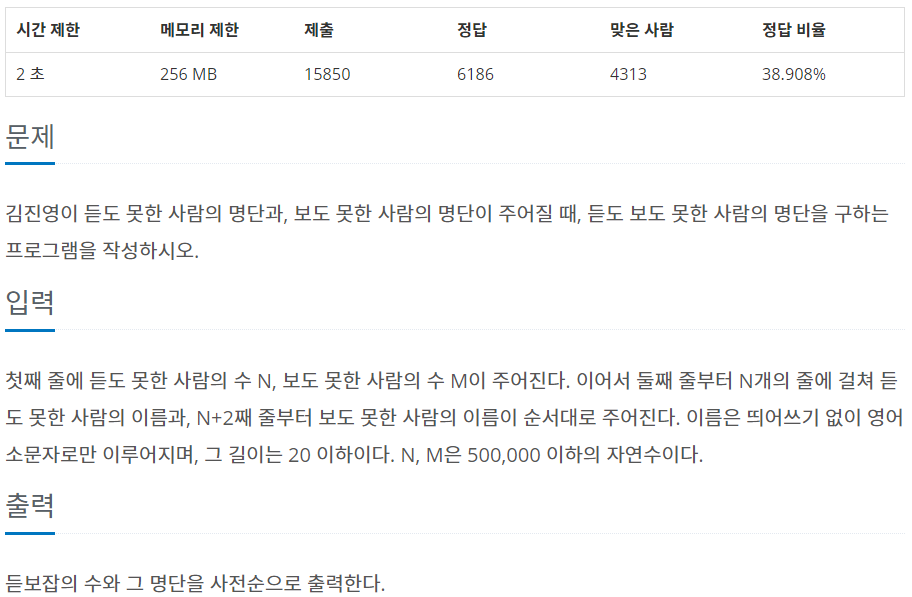 시간 제한 메모리 제한 제출 정답 맞은 사람 정답 비율
2 초 256 MB 15850 6186 4313 38.908%
문제
김진영이 듣도 못한 사람의 명단과, 보도 못한 사람의 명단이 주어질 때, 듣도 보도 못한 사람의 명단을 구하는
프로그램을 작성하시오.
입력
첫째 줄에 듣도 못한 사람의 수 N, 보도 못한 사람의 수 M이 주어진다. 이어서 둘째 줄부터 N개의 줄에 걸쳐 듣
도 못한 사람의 이름과, N+2째 줄부터 보도 못한 사람의 이름이 순서대로 주어진다. 이름은 띄어쓰기 없이 영어
소문자로만 이루어지며, 그 길이는 20 이하이다. N, M은 500,000 이하의 자연수이다.
출력
듣보잡의 수와 그 명단을 사전순으로 출력한다.